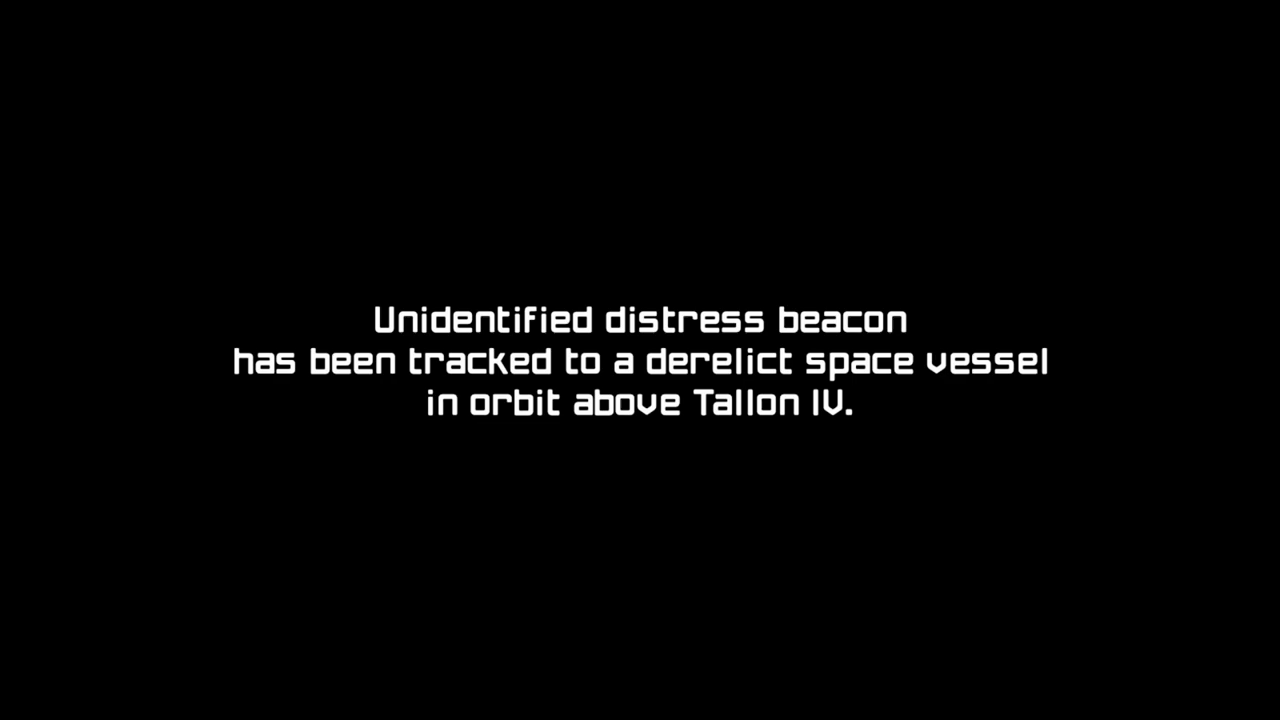 Unidentified distress beacon
has been tracked to a derelict space vessel
in orbit above Tallon IV.